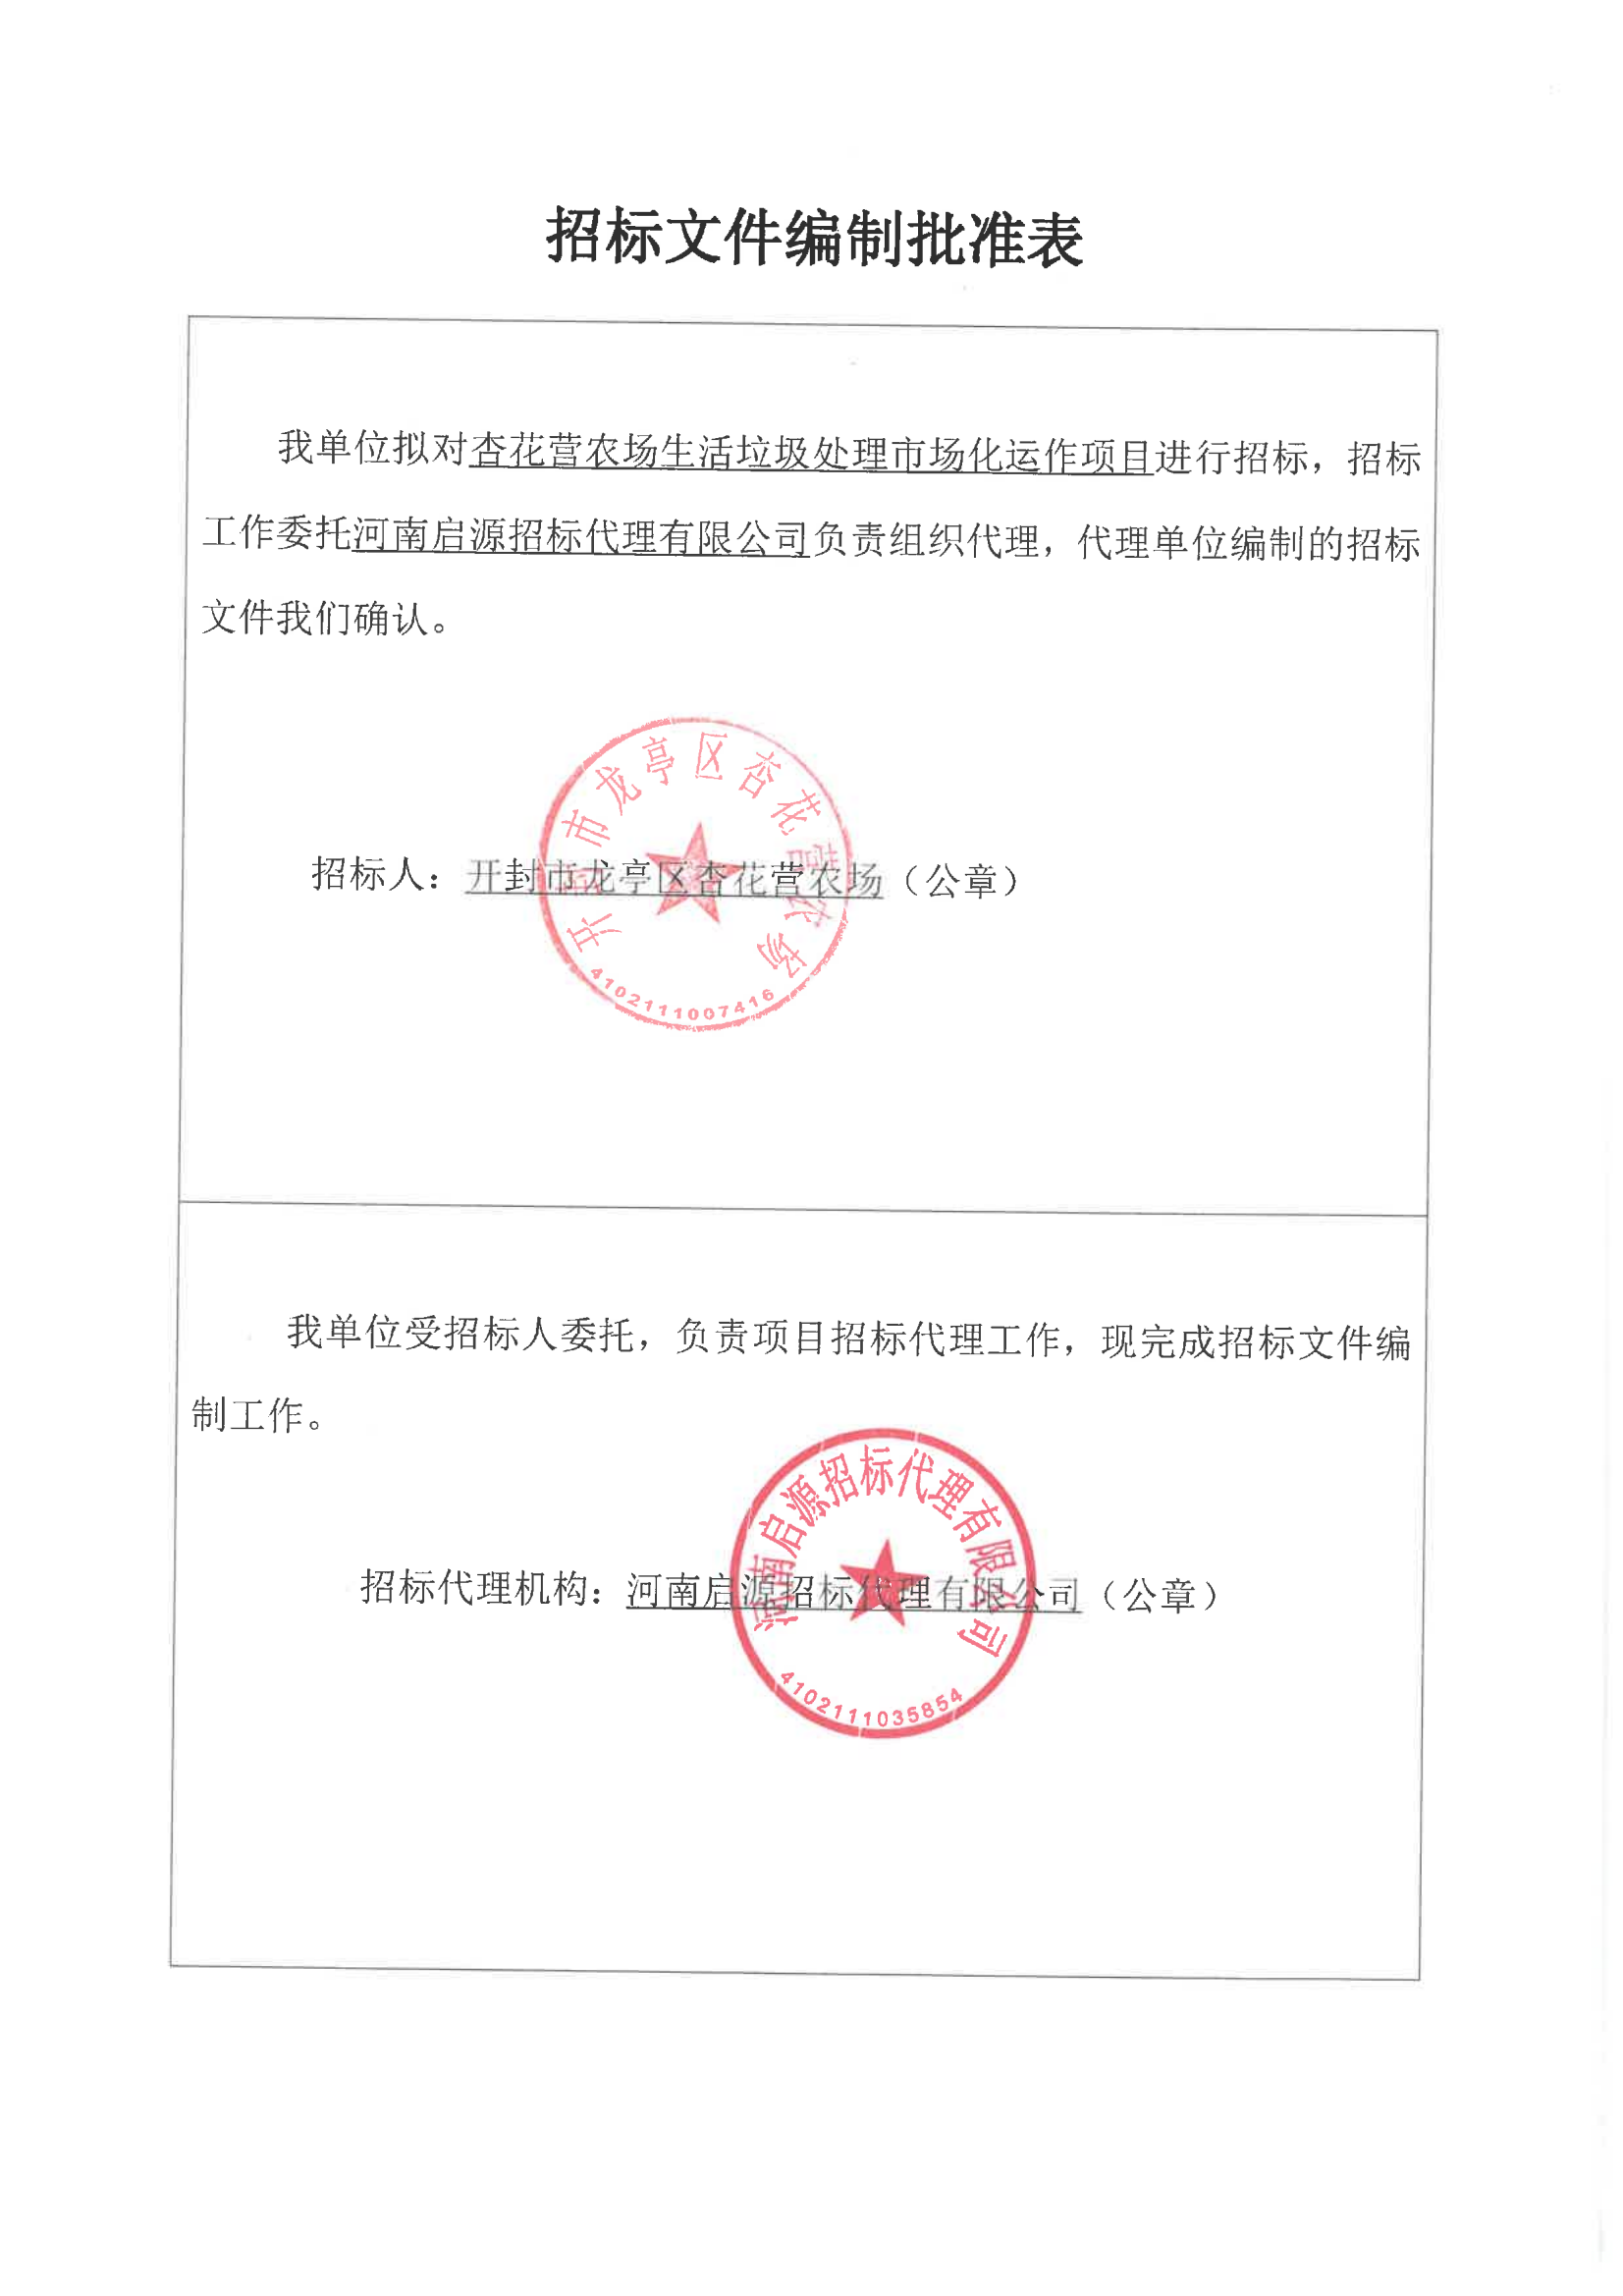 招标文件编制批准表
我单位拟对杏花营农场生活垃圾处理市场化运作项目进行招标，招标
工作委托河南启源招标代理有限公司负责组织代理，代理单位编制的招标
文件我们确认。
招标人：开封市龙亭区杏花营农场（公章）
开封市龙亭区杏花营农场
4102111007416
我单位受招标人委托，负责项目招标代理工作，现完成招标文件编
制工作。
招标代理机构：河南启源招标代理有限公司（公章）
河南启源招标代理有限公司
4102111035854